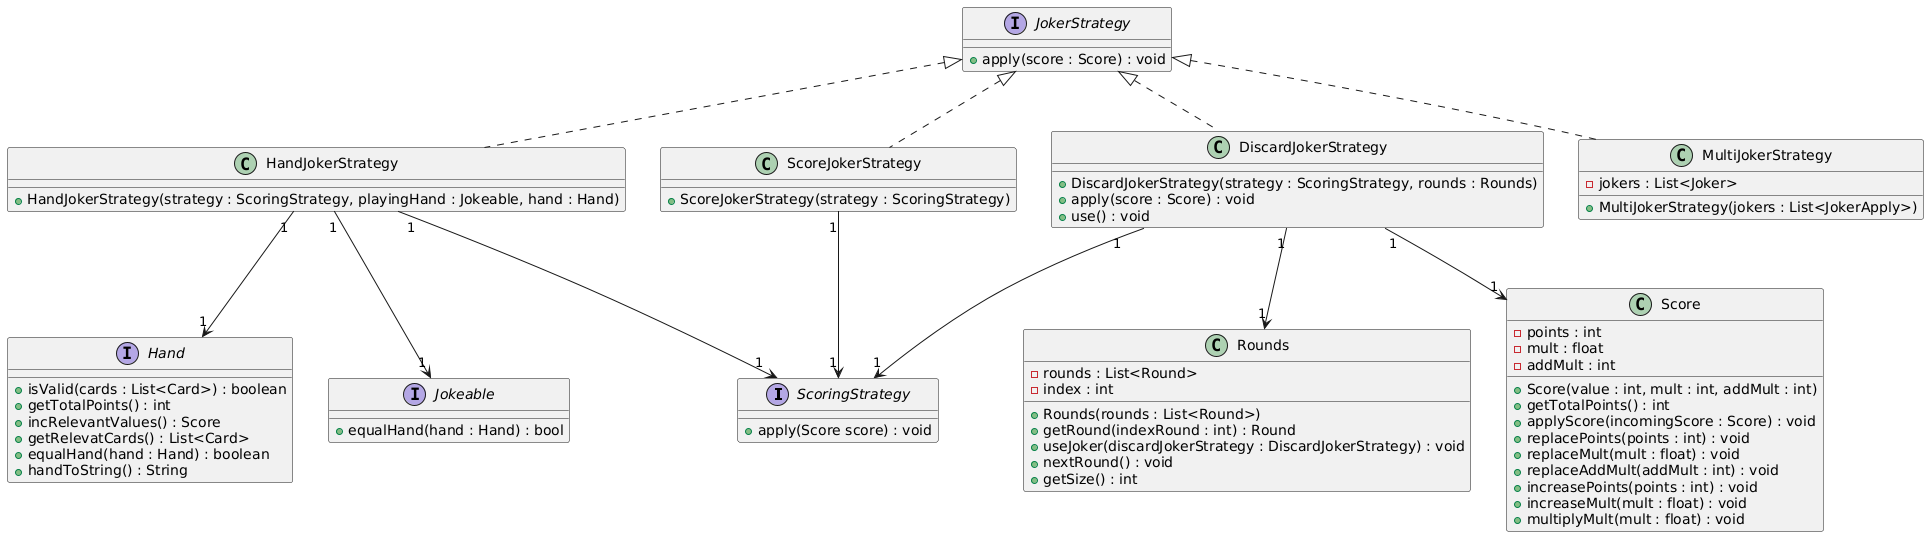 I JokerStrategy
apply(score : Score) : void
C HandJokerStrategy
HandJokerStrategy(strategy : ScoringStrategy, playingHand : Jokeable, hand : Hand)
C ScoreJokerStrategy
ScoreJokerStrategy(strategy : ScoringStrategy)
C DiscardJokerStrategy
DiscardJokerStrategy(strategy : ScoringStrategy, rounds : Rounds)
apply(score : Score) : void
use() : void
C MultiJokerStrategy
jokers : List<Joker>
MultiJokerStrategy(jokers : List<JokerApply>)
1
1
1
1
1
1
1
1
1
1
1
1
1
1
I Hand
isValid(cards : List<Card>) : boolean
getTotalPoints() : int
incRelevantValues() : Score
getRelevatCards() : List<Card>
equalHand(hand : Hand) : boolean
handToString() : String
I Jokeable
equalHand(hand : Hand) : bool
I ScoringStrategy
apply(Score score) : void
C Rounds
rounds : List<Round>
index : int
Rounds(rounds : List<Round>)
getRound(indexRound : int) : Round
useJoker(discardJokerStrategy : DiscardJokerStrategy) : void
nextRound() : void
getSize() : int
C Score
points : int
mult : float
addMult : int
Score(value : int, mult : int, addMult : int)
getTotalPoints() : int
applyScore(incomingScore : Score) : void
replacePoints(points : int) : void
replaceMult(mult : float) : void
replaceAddMult(addMult : int) : void
increasePoints(points : int) : void
increaseMult(mult : float) : void
multiplyMult(mult : float) : void